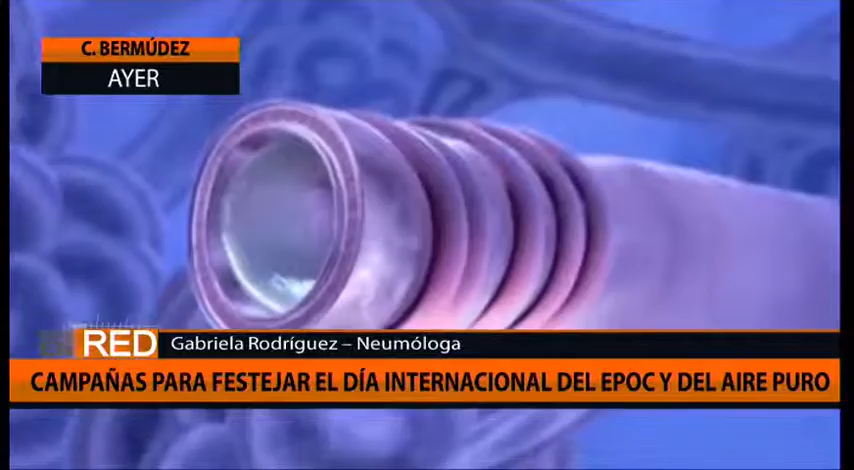 C. BERMÚDEZ
AYER
RED
Gabriela Rodríguez – Neumóloga
CAMPAÑAS PARA FESTEJAR EL DÍA INTERNACIONAL DEL EPOC Y DEL AIRE PURO